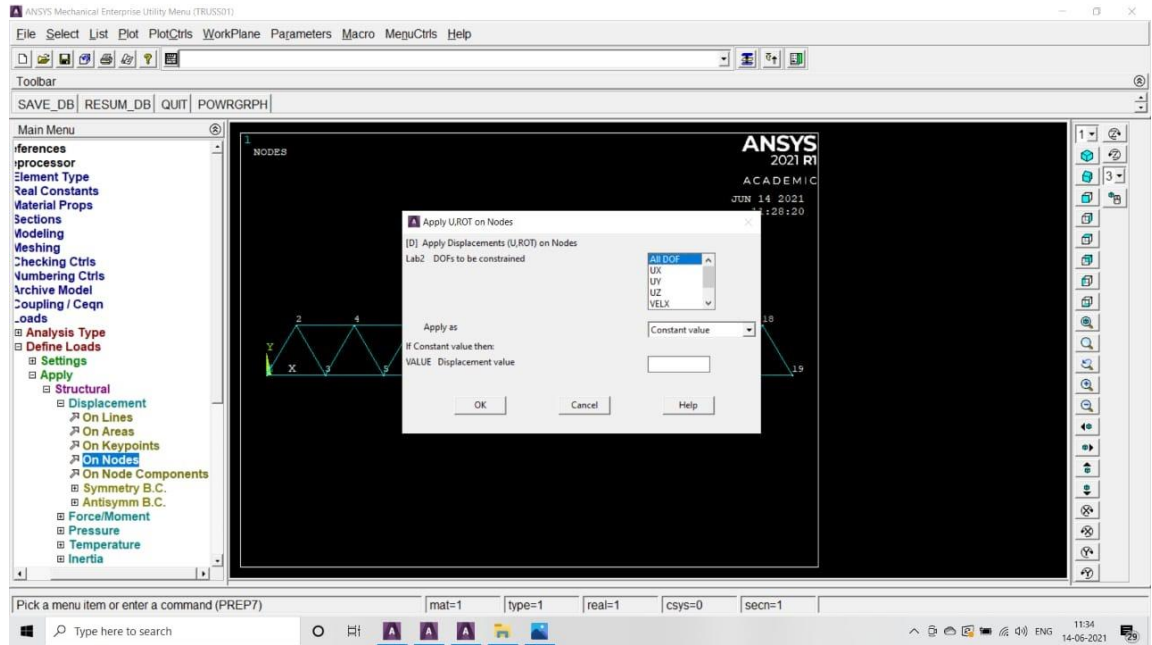 ANSYS Mechanical Enterprise Utility Menu (TRUSS01)
File Select List Plot PlotCtrls WorkPlane Parameters Macro MenuCtrls Help
Toolbar
SAVE_DB RESUM_DB QUIT POWRGRPH
Main Menu
ferences
processor
Element Type
Real Constants
Material Props
Sections
Modeling
Meshing
Checking Ctrls
Numbering Ctrls
Archive Model
Coupling / Ceqn
Loads
Analysis Type
Define Loads
Settings
Apply
Structural
Displacement
On Lines
On Areas
On Keypoints
On Nodes
On Node Components
Symmetry B.C.
Antisymm B.C.
Force/Moment
Pressure
Temperature
Inertia
1
NODES
ANSYS
2021 R1
ACADEMIC
JUN 14 2021
11:28:20
2 4 18
Y
X 3 5 19
Apply U,ROT on Nodes
[D] Apply Displacements (U,ROT) on Nodes
Lab2 DOFs to be constrained
All DOF
UX
UY
UZ
VELX
Apply as Constant value
If Constant value then:
VALUE Displacement value
OK Cancel Help
1
3
Pick a menu item or enter a command (PREP7) mat=1 type=1 real=1 csys=0 secn=1
Type here to search
ENG
11:34
14-06-2021
29